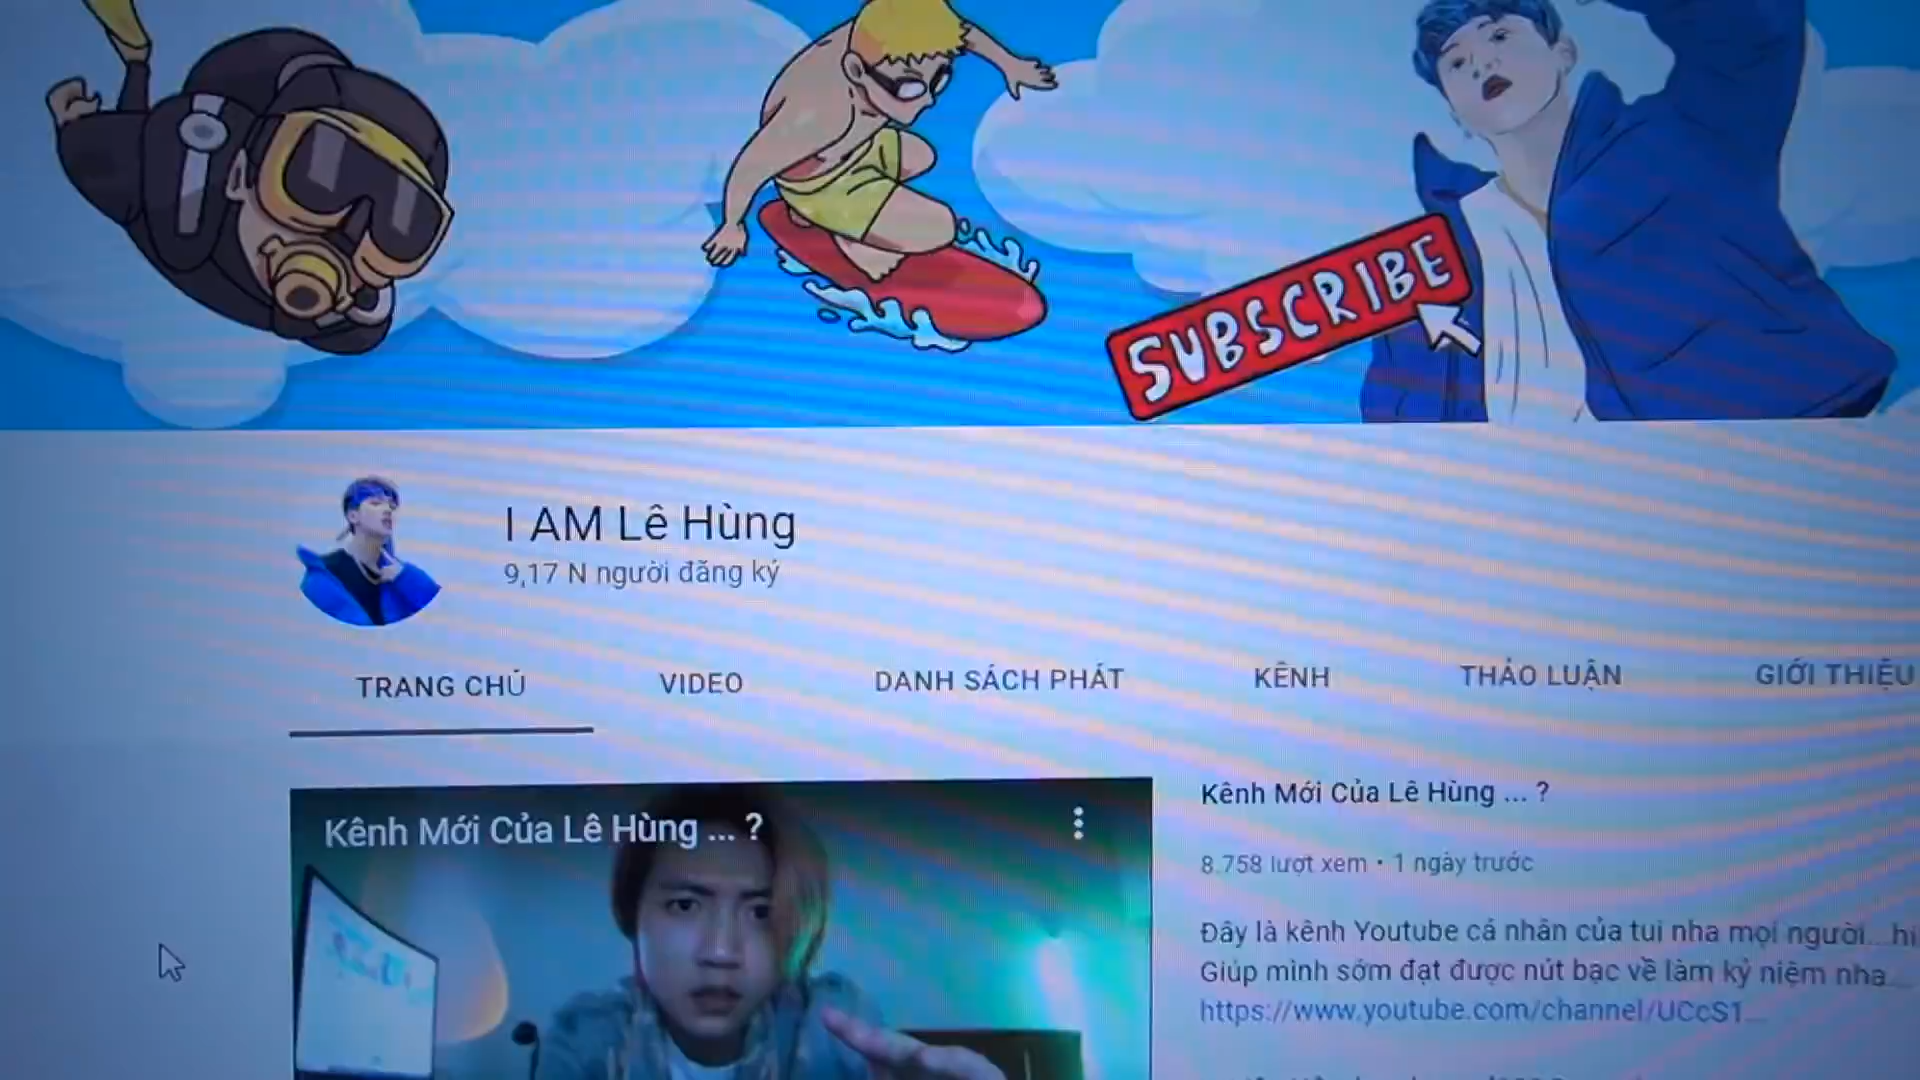 SUBSCRIBE
I AM Lê Hùng
9,17 N người đăng ký
TRANG CHỦ
VIDEO
DANH SÁCH PHÁT
KÊNH
THẢO LUẬN
GIỚI THIỆU
Kênh Mới Của Lê Hùng ... ?
Kênh Mới Của Lê Hùng ... ?
8.758 lượt xem • 1 ngày trước
Đây là kênh Youtube cá nhân của tui nha mọi người...hi
Giúp mình sớm đạt được nút bạc về làm kỷ niệm nha...
https://www.youtube.com/channel/UCcS1...